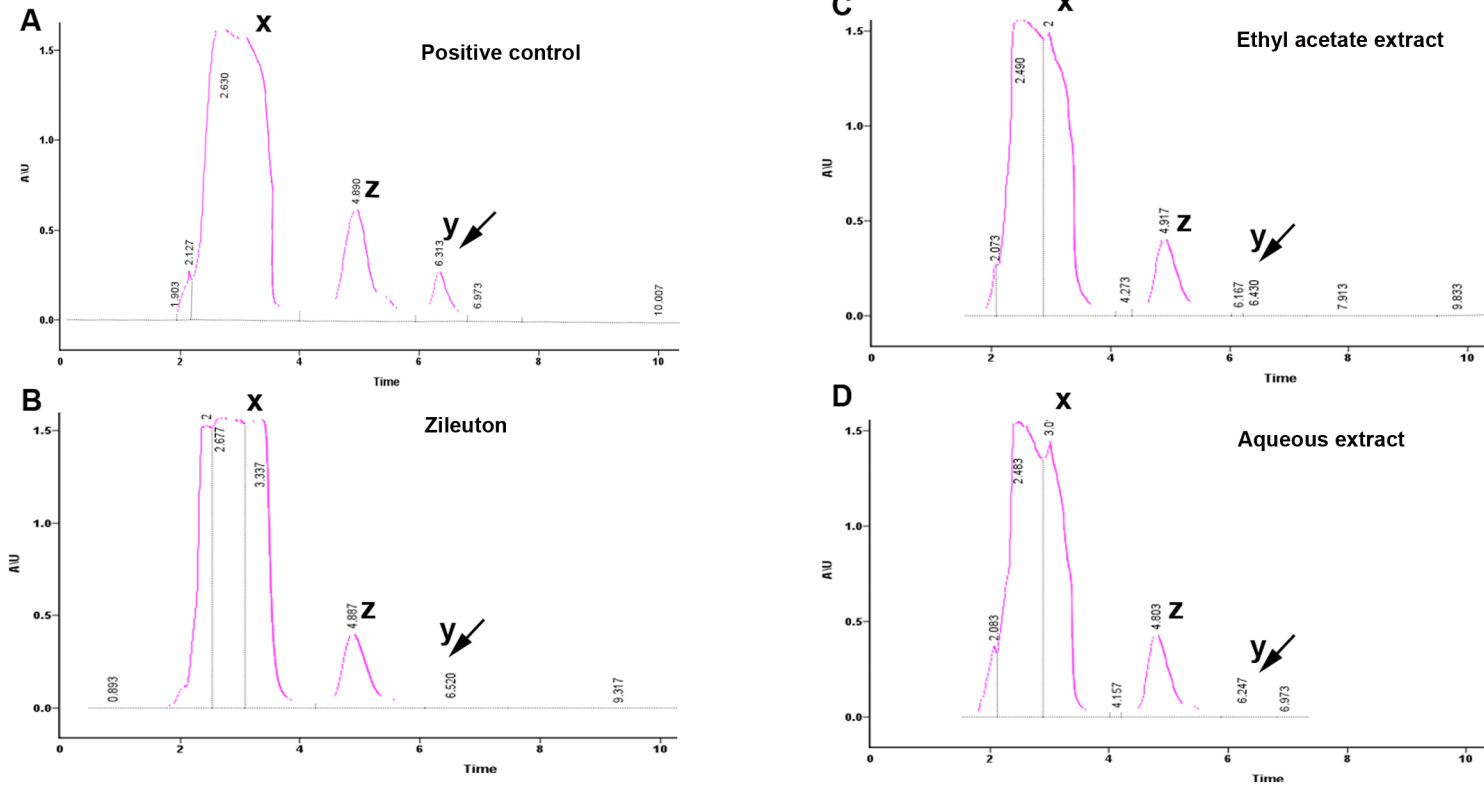 A
x
Positive control
1.5
1.0
0.5
0.0
A\U
1.903
2.127
2.630
4.890
z
y
6.313
6.973
10.007
0 2 4 6 8 10
Time
B
x
Zileuton
1.5
1.0
0.5
0.0
A\U
0.893
2
2.677
3.337
4.887
z
y
6.520
9.317
0 2 4 6 8 10
Time
C
x
Ethyl acetate extract
1.5
1.0
0.5
0.0
A\U
2.073
2.490
2
4.273
4.917
z
y
6.167
6.430
7.913
9.833
0 2 4 6 8 10
Time
D
x
Aqueous extract
1.5
1.0
0.5
0.0
A\U
2.083
2.483
3.0
4.157
4.803
z
y
6.247
6.973
0 2 4 6 8 10
Time